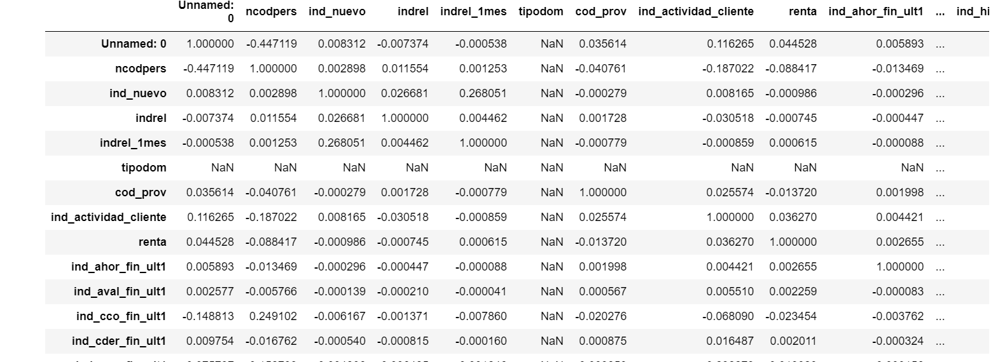 Unnamed: 0 ncodpers ind_nuevo indrel indrel_1mes tipodom cod_prov ind_actividad_cliente renta ind_ahor_fin_ult1 ... ind_hi
Unnamed: 0 1.000000 -0.447119 0.008312 -0.007374 -0.000538 NaN 0.035614 0.116265 0.044528 0.005893 ...
ncodpers -0.447119 1.000000 0.002898 0.011554 0.001253 NaN -0.040761 -0.187022 -0.088417 -0.013469 ...
ind_nuevo 0.008312 0.002898 1.000000 0.026681 0.268051 NaN -0.000279 0.008165 -0.000986 -0.000296 ...
indrel -0.007374 0.011554 0.026681 1.000000 0.004462 NaN 0.001728 -0.030518 -0.000745 -0.000447 ...
indrel_1mes -0.000538 0.001253 0.268051 0.004462 1.000000 NaN -0.000779 -0.000859 0.000615 -0.000088 ...
tipodom NaN NaN NaN NaN NaN NaN NaN NaN NaN NaN ...
cod_prov 0.035614 -0.040761 -0.000279 0.001728 -0.000779 NaN 1.000000 0.025574 -0.013720 0.001998 ...
ind_actividad_cliente 0.116265 -0.187022 0.008165 -0.030518 -0.000859 NaN 0.025574 1.000000 0.036270 0.004421 ...
renta 0.044528 -0.088417 -0.000986 -0.000745 0.000615 NaN -0.013720 0.036270 1.000000 0.002655 ...
ind_ahor_fin_ult1 0.005893 -0.013469 -0.000296 -0.000447 -0.000088 NaN 0.001998 0.004421 0.002655 1.000000 ...
ind_aval_fin_ult1 0.002577 -0.005766 -0.000139 -0.000210 -0.000041 NaN 0.000567 0.005510 0.002259 -0.000083 ...
ind_cco_fin_ult1 -0.148813 0.249102 -0.006167 -0.001371 -0.007860 NaN -0.020276 -0.068090 -0.023454 -0.003762 ...
ind_cder_fin_ult1 0.009754 -0.016762 -0.000540 -0.000815 -0.000160 NaN 0.000875 0.016487 0.002011 -0.000324 ...